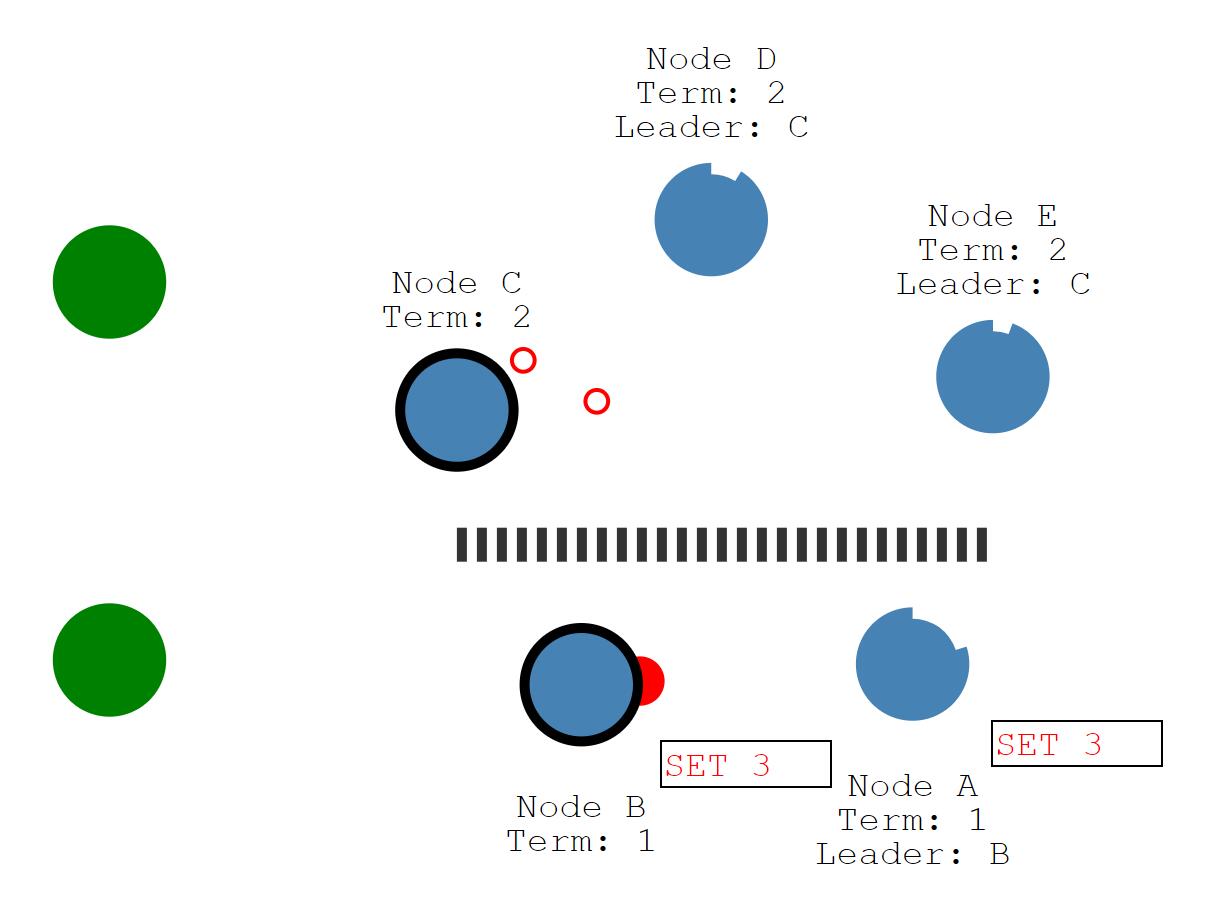 Node D
Term: 2
Leader: C
Node E
Term: 2
Leader: C
Node C
Term: 2
SET 3
SET 3
Node B
Term: 1
Node A
Term: 1
Leader: B